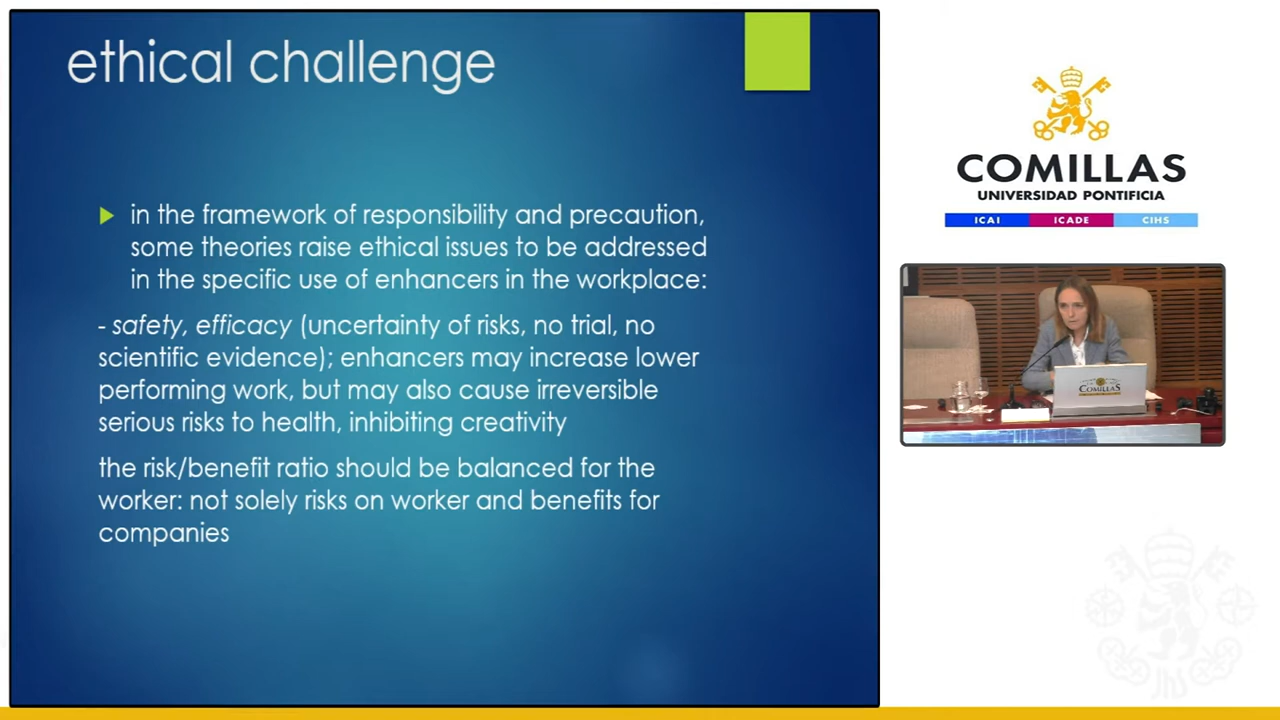 ethical challenge
in the framework of responsibility and precaution,
some theories raise ethical issues to be addressed
in the specific use of enhancers in the workplace:
- safety, efficacy (uncertainty of risks, no trial, no
scientific evidence); enhancers may increase lower
performing work, but may also cause irreversible
serious risks to health, inhibiting creativity
the risk/benefit ratio should be balanced for the
worker: not solely risks on worker and benefits for
companies
COMILLAS
UNIVERSIDAD PONTIFICIA
ICAI ICADE CIHS
COMILLAS